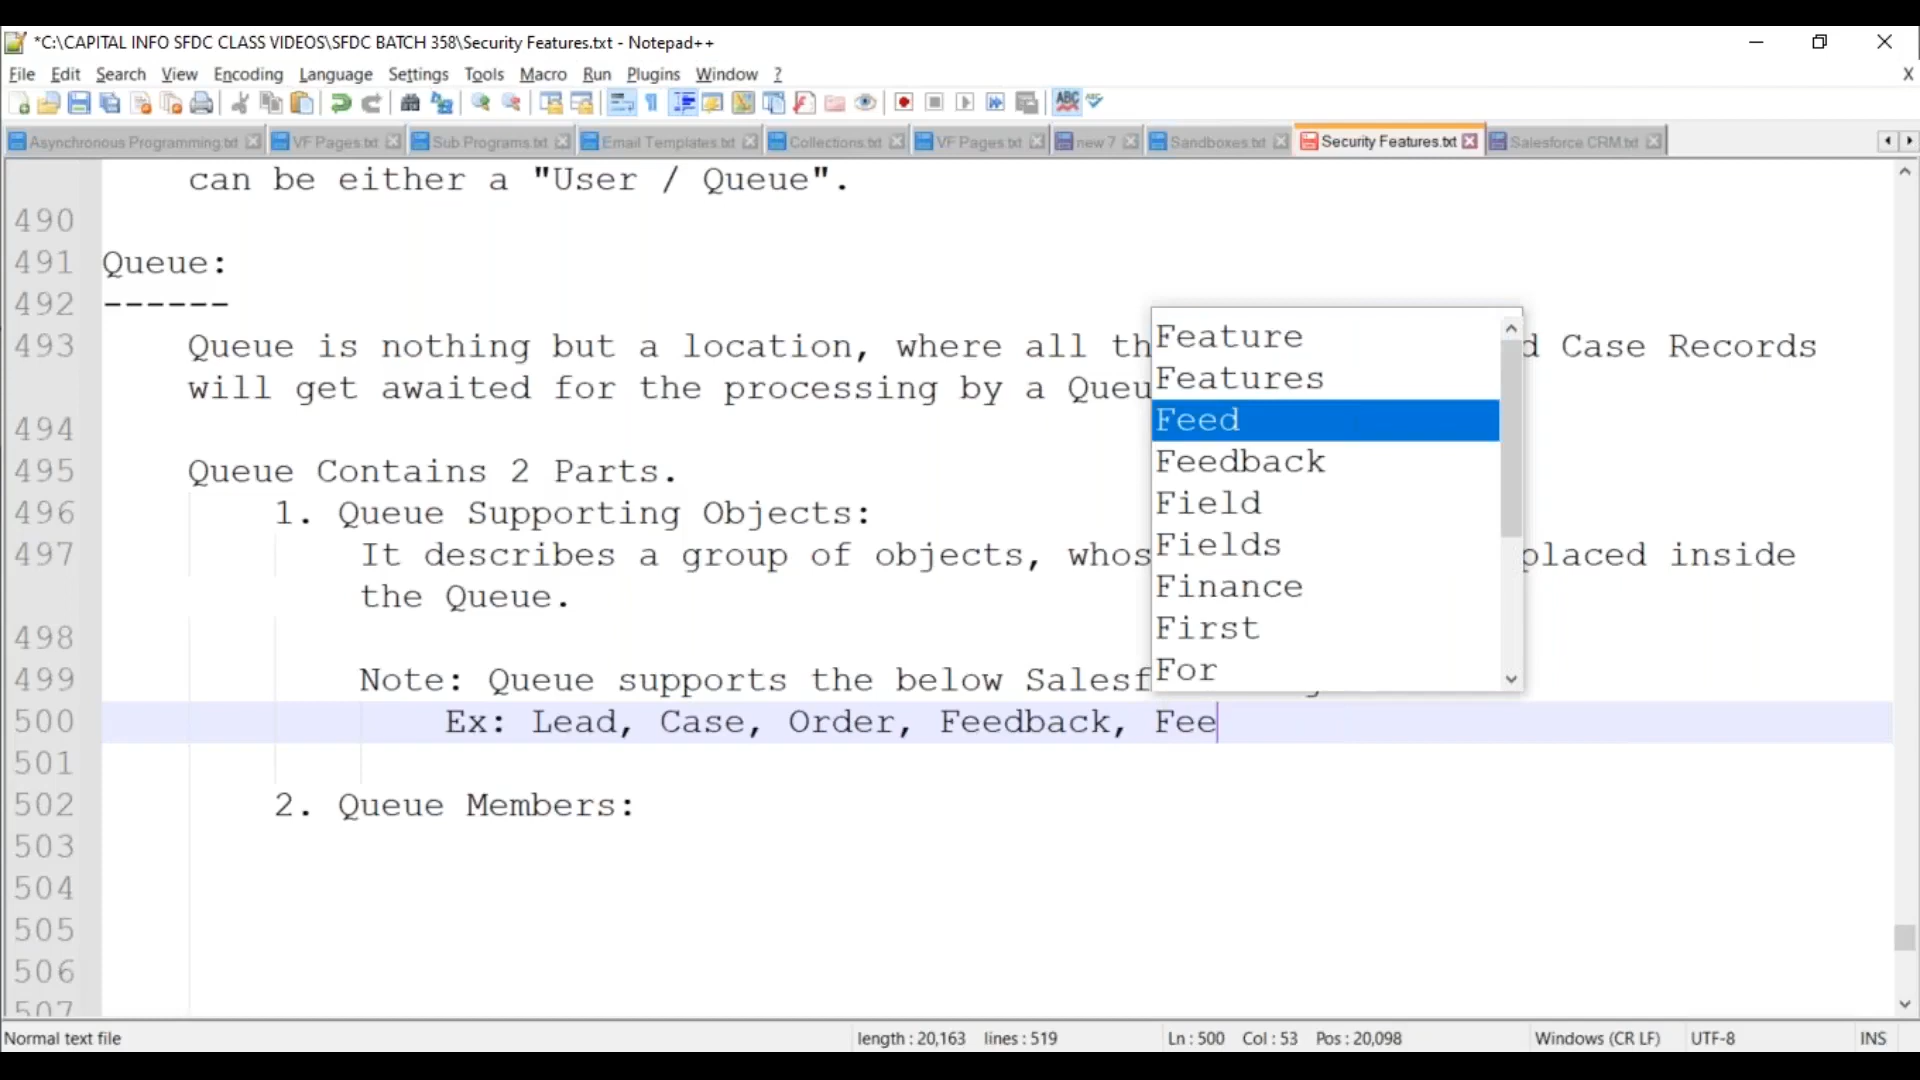 *C:\CAPITAL INFO SFDC CLASS VIDEOS\SFDC BATCH 358\Security Features.txt - Notepad++
File Edit Search View Encoding Language Settings Tools Macro Run Plugins Window ?
X
Asynchronous Programming.txt VF Pages.txt Sub Programs.txt Email Templates.txt Collections.txt VF Pages.txt new 7 Sandboxes.txt Security Features.txt Salesforce CRM.txt
can be either a "User / Queue".
490
491 Queue:
492 ------
493 Queue is nothing but a location, where all Case Records
will get awaited for the processing by a
494
495 Queue Contains 2 Parts.
496 1. Queue Supporting Objects:
497 It describes a group of objects, placed inside
the Queue.
498
499 Note: Queue supports the below
500 Ex: Lead, Case, Order, Feedback, Fee
501
502 2. Queue Members:
503
504
505
506
507
Feature
Features
Feed
Feedback
Field
Fields
Finance
First
For
Normal text file length : 20,163 lines : 519 Ln : 500 Col : 53 Pos : 20,098 Windows (CR LF) UTF-8 INS